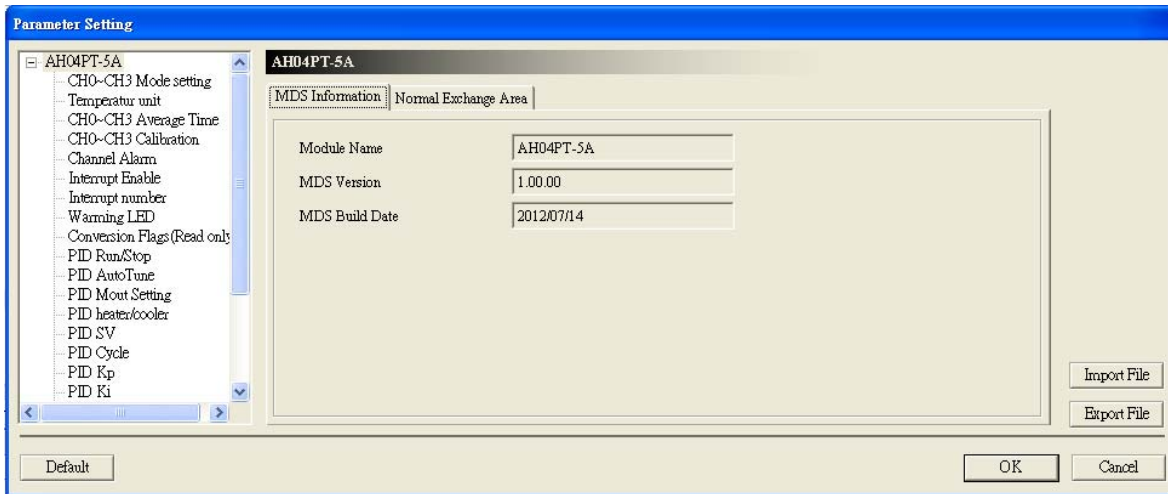 Parameter Setting
AH04PT-5A
CH0~CH3 Mode setting
Temperatur unit
CH0~CH3 Average Time
CH0~CH3 Calibration
Channel Alarm
Interrupt Enable
Interrupt number
Warming LED
Conversion Flags(Read only
PID Run/Stop
PID AutoTune
PID Mout Setting
PID heater/cooler
PID SV
PID Cycle
PID Kp
PID Ki
AH04PT-5A
MDS Information Normal Exchange Area
Module Name AH04PT-5A
MDS Version 1.00.00
MDS Build Date 2012/07/14
Import File
Export File
Default OK Cancel